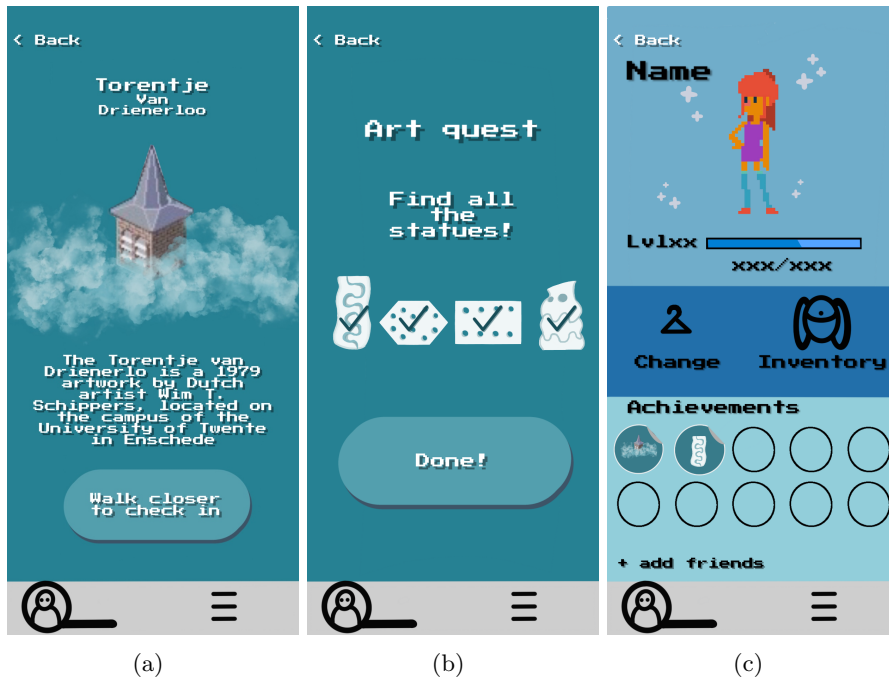 < Back
Torentje
van
Drienerloo
The Torentje van
Drienerlo is a 1979
artwork by Dutch
artist Wim T.
Schippers, located on
the campus of the
University of Twente
in Enschede
Walk closer
to check in
(a)
< Back
Art quest
Find all
the
statues!
Done!
(b)
< Back
Name
Lvlxx
xxx/xxx
Change
Inventory
Achievements
+ add friends
(c)